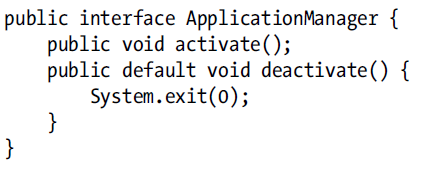 public interface ApplicationManager {
    public void activate();
    public default void deactivate() {
        System.exit(0);
    }
}